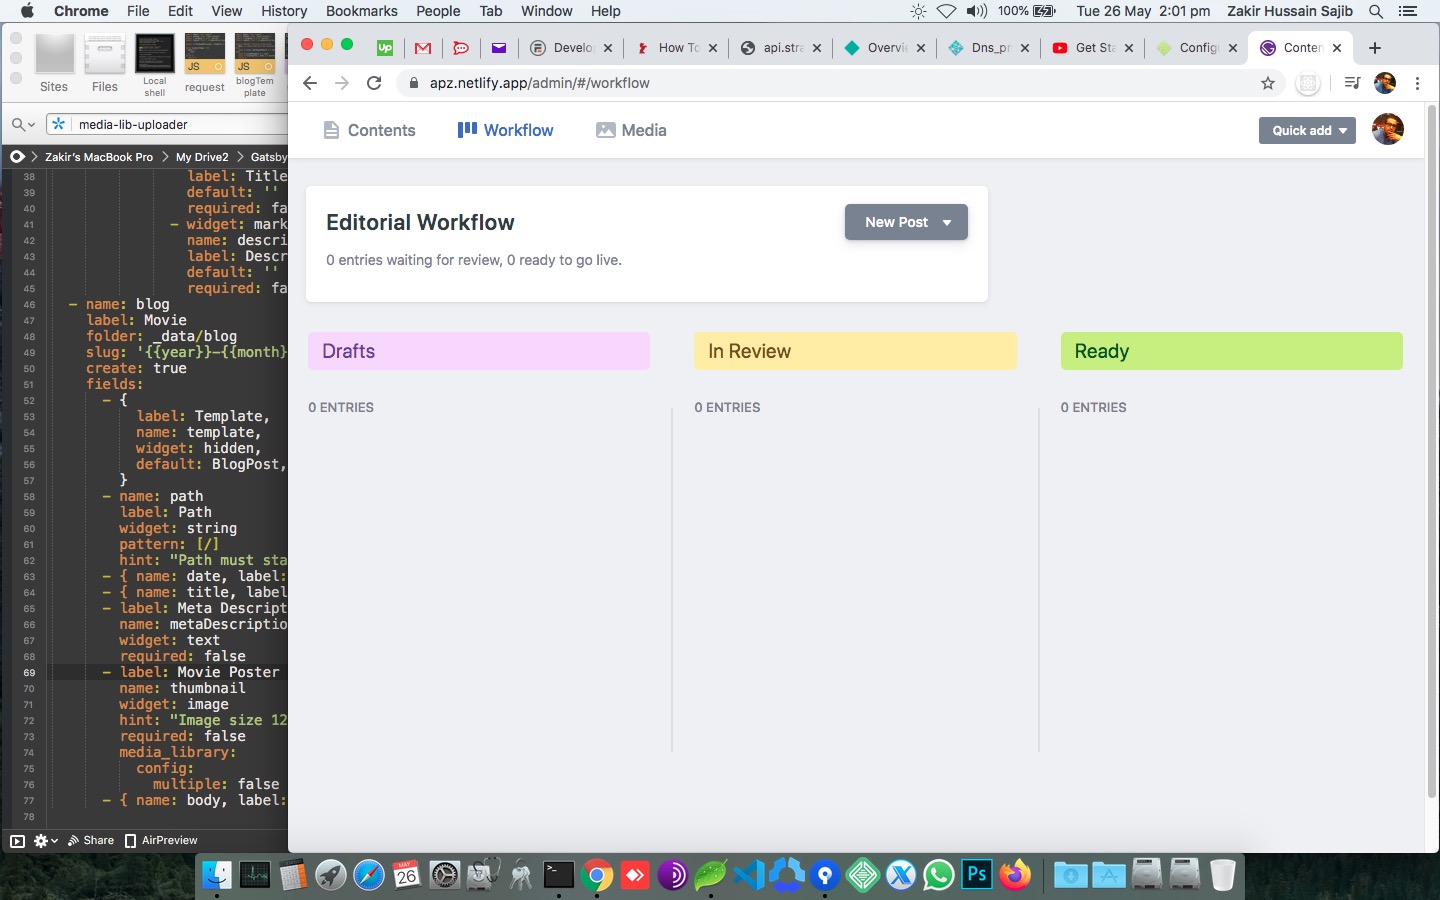 Chrome File Edit View History Bookmarks People Tab Window Help 100% Tue 26 May 2:01 pm Zakir Hussain Sajib
Sites
Files
Local shell
JS
request
JS
blogTem plate
media-lib-uploader
Zakir's MacBook Pro My Drive2 Gatsby
38 label: Title
39 default: ''
40 required: fa
41 - widget: mark
42 name: descri
43 label: Descr
44 default: ''
45 required: fa
46 - name: blog
47 label: Movie
48 folder: _data/blog
49 slug: '{{year}}-{{month}
50 create: true
51 fields:
52 - {
53 label: Template,
54 name: template,
55 widget: hidden,
56 default: BlogPost,
57 }
58 - name: path
59 label: Path
60 widget: string
61 pattern: [/]
62 hint: "Path must sta
63 - { name: date, label:
64 - { name: title, label
65 - label: Meta Descript
66 name: metaDescriptio
67 widget: text
68 required: false
69 - label: Movie Poster
70 name: thumbnail
71 widget: image
72 hint: "Image size 12
73 required: false
74 media_library:
75 config:
76 multiple: false
77 - { name: body, label:
78
Share AirPreview
Up
Develo
How To
api.stra
Overvi
Dns_pr
Get Sta
Configu
Conten
apz.netlify.app/admin/#/workflow
Contents Workflow Media
Quick add
Editorial Workflow
New Post
0 entries waiting for review, 0 ready to go live.
Drafts
In Review
Ready
0 ENTRIES
0 ENTRIES
0 ENTRIES
MAY
26
Ps